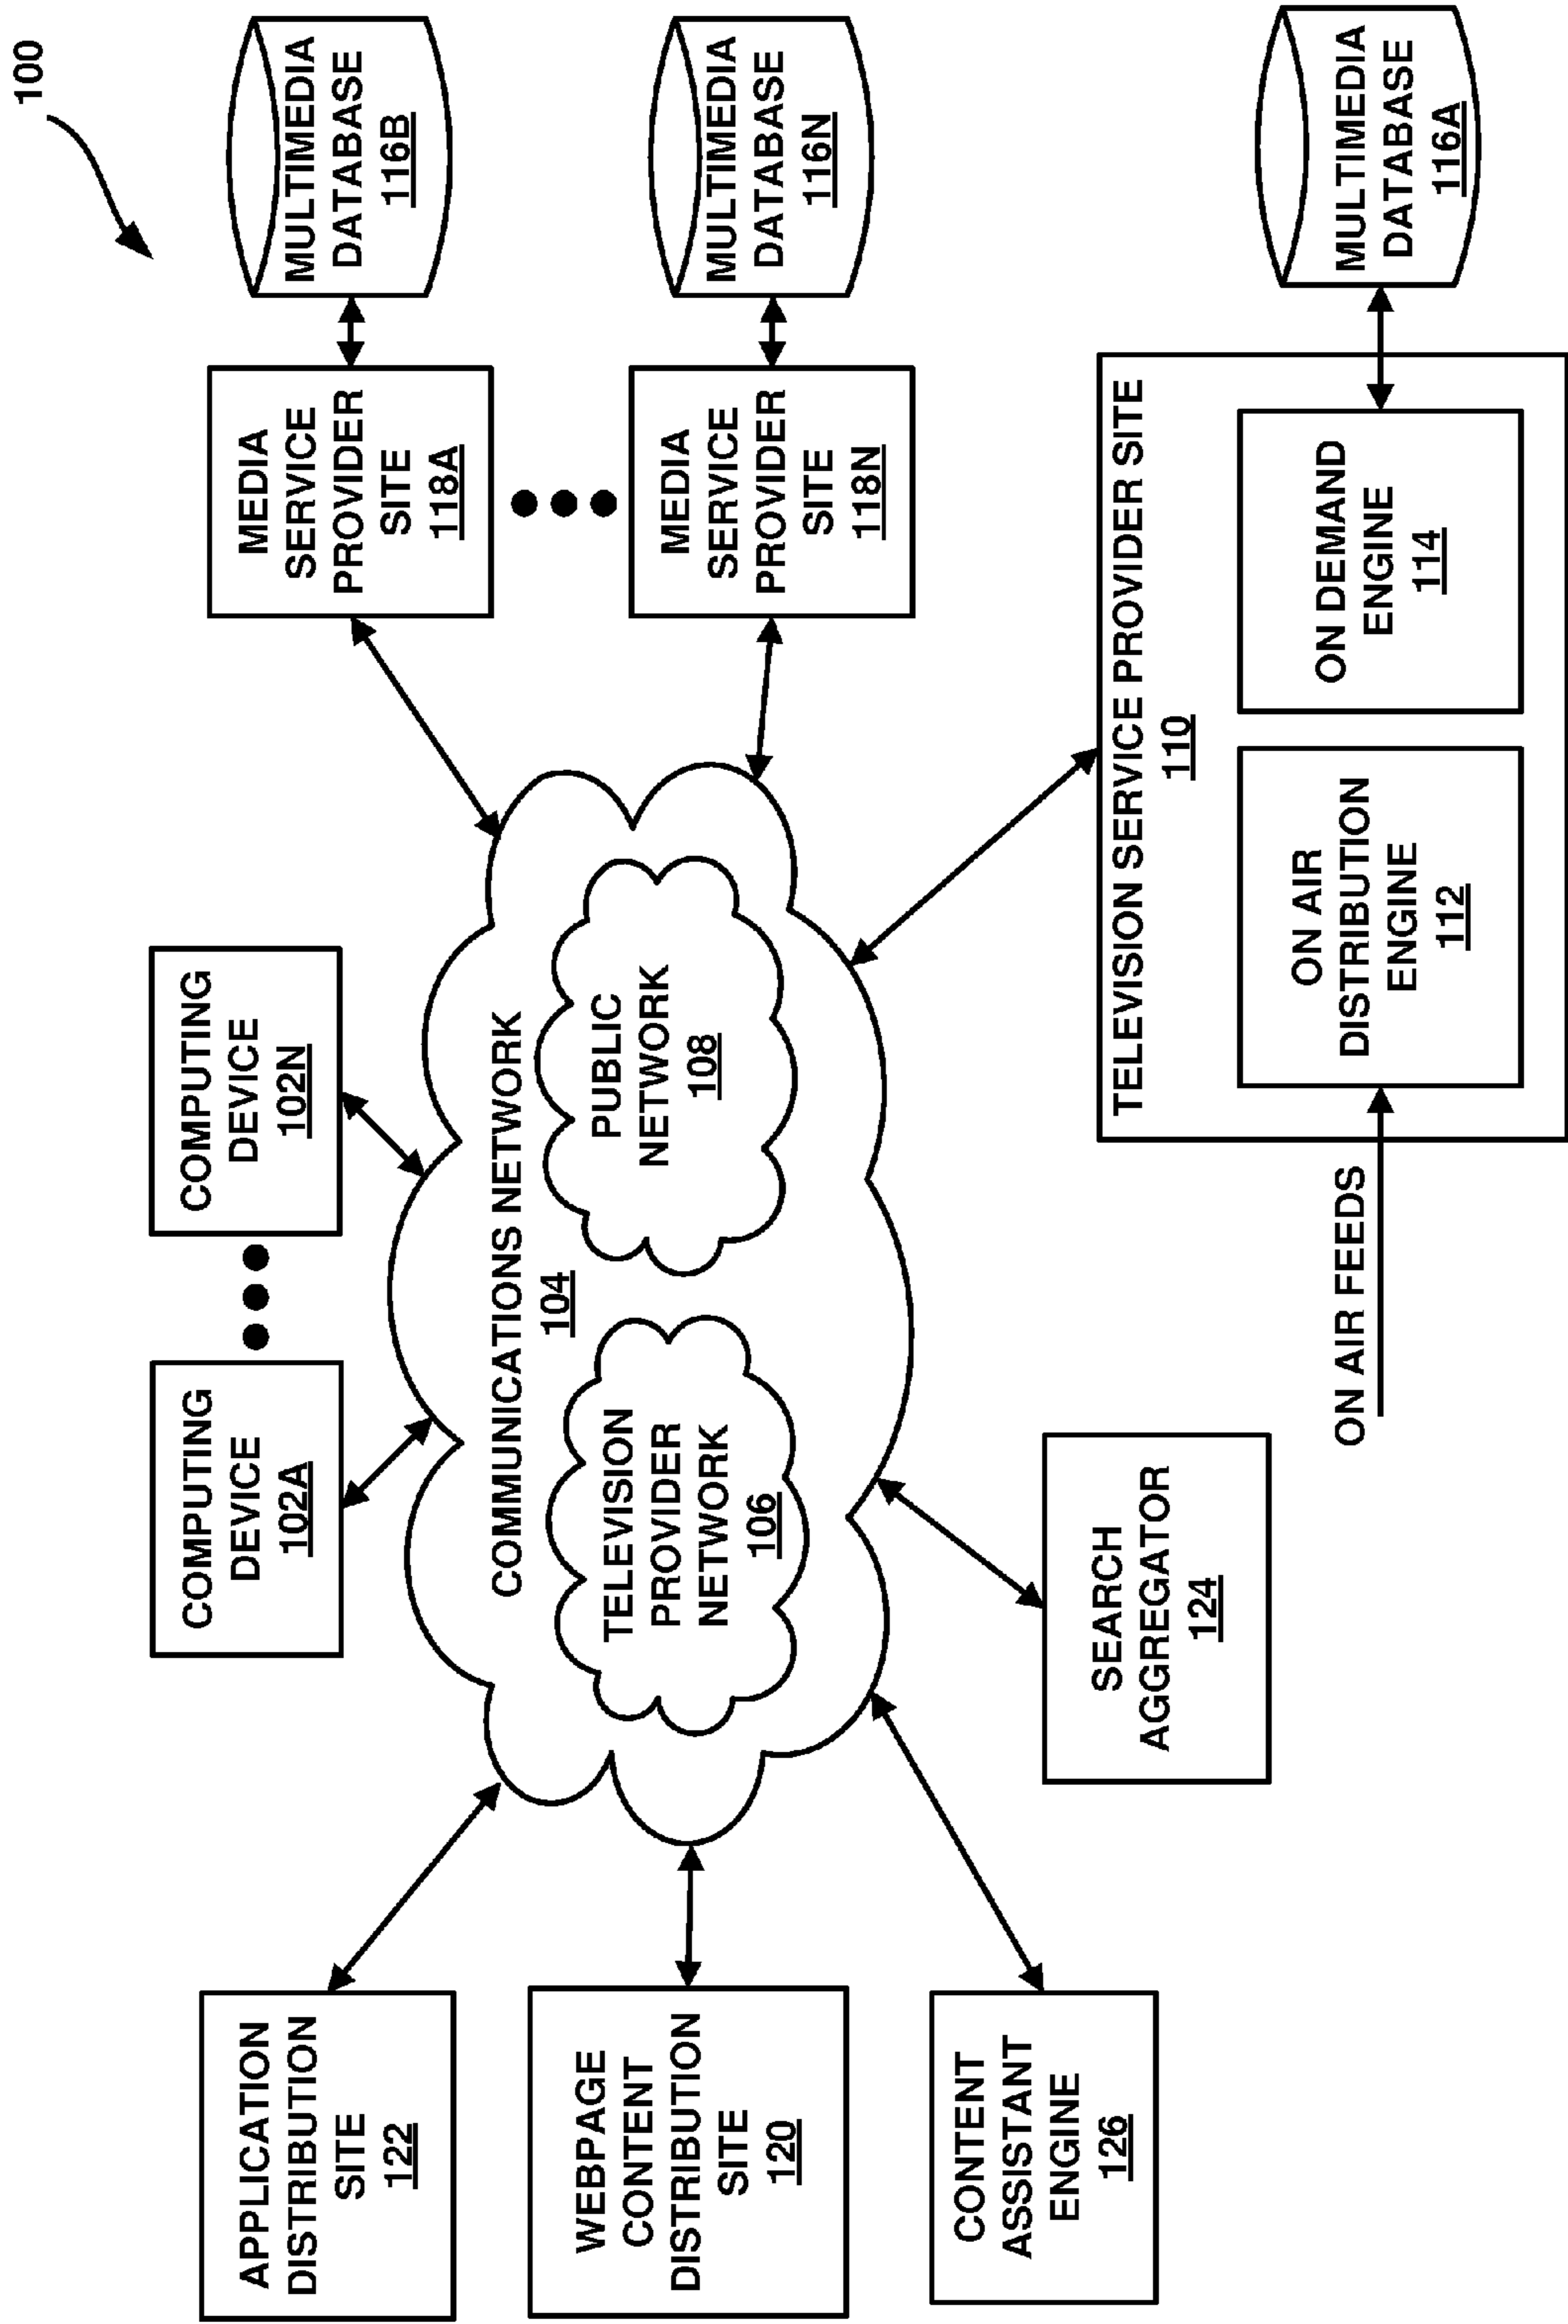 100
COMPUTING
DEVICE
102A
COMPUTING
DEVICE
102N
APPLICATION
DISTRIBUTION
SITE
122
WEBPAGE
CONTENT
DISTRIBUTION
SITE
120
CONTENT
ASSISTANT
ENGINE
126
SEARCH
AGGREGATOR
124
COMMUNICATIONS NETWORK
104
TELEVISION
PROVIDER
NETWORK
106
PUBLIC
NETWORK
108
MEDIA
SERVICE
PROVIDER
SITE
118A
MULTIMEDIA
DATABASE
116B
MEDIA
SERVICE
PROVIDER
SITE
118N
MULTIMEDIA
DATABASE
116N
TELEVISION SERVICE PROVIDER SITE
110
ON AIR FEEDS
ON AIR
DISTRIBUTION
ENGINE
112
ON DEMAND
ENGINE
114
MULTIMEDIA
DATABASE
116A